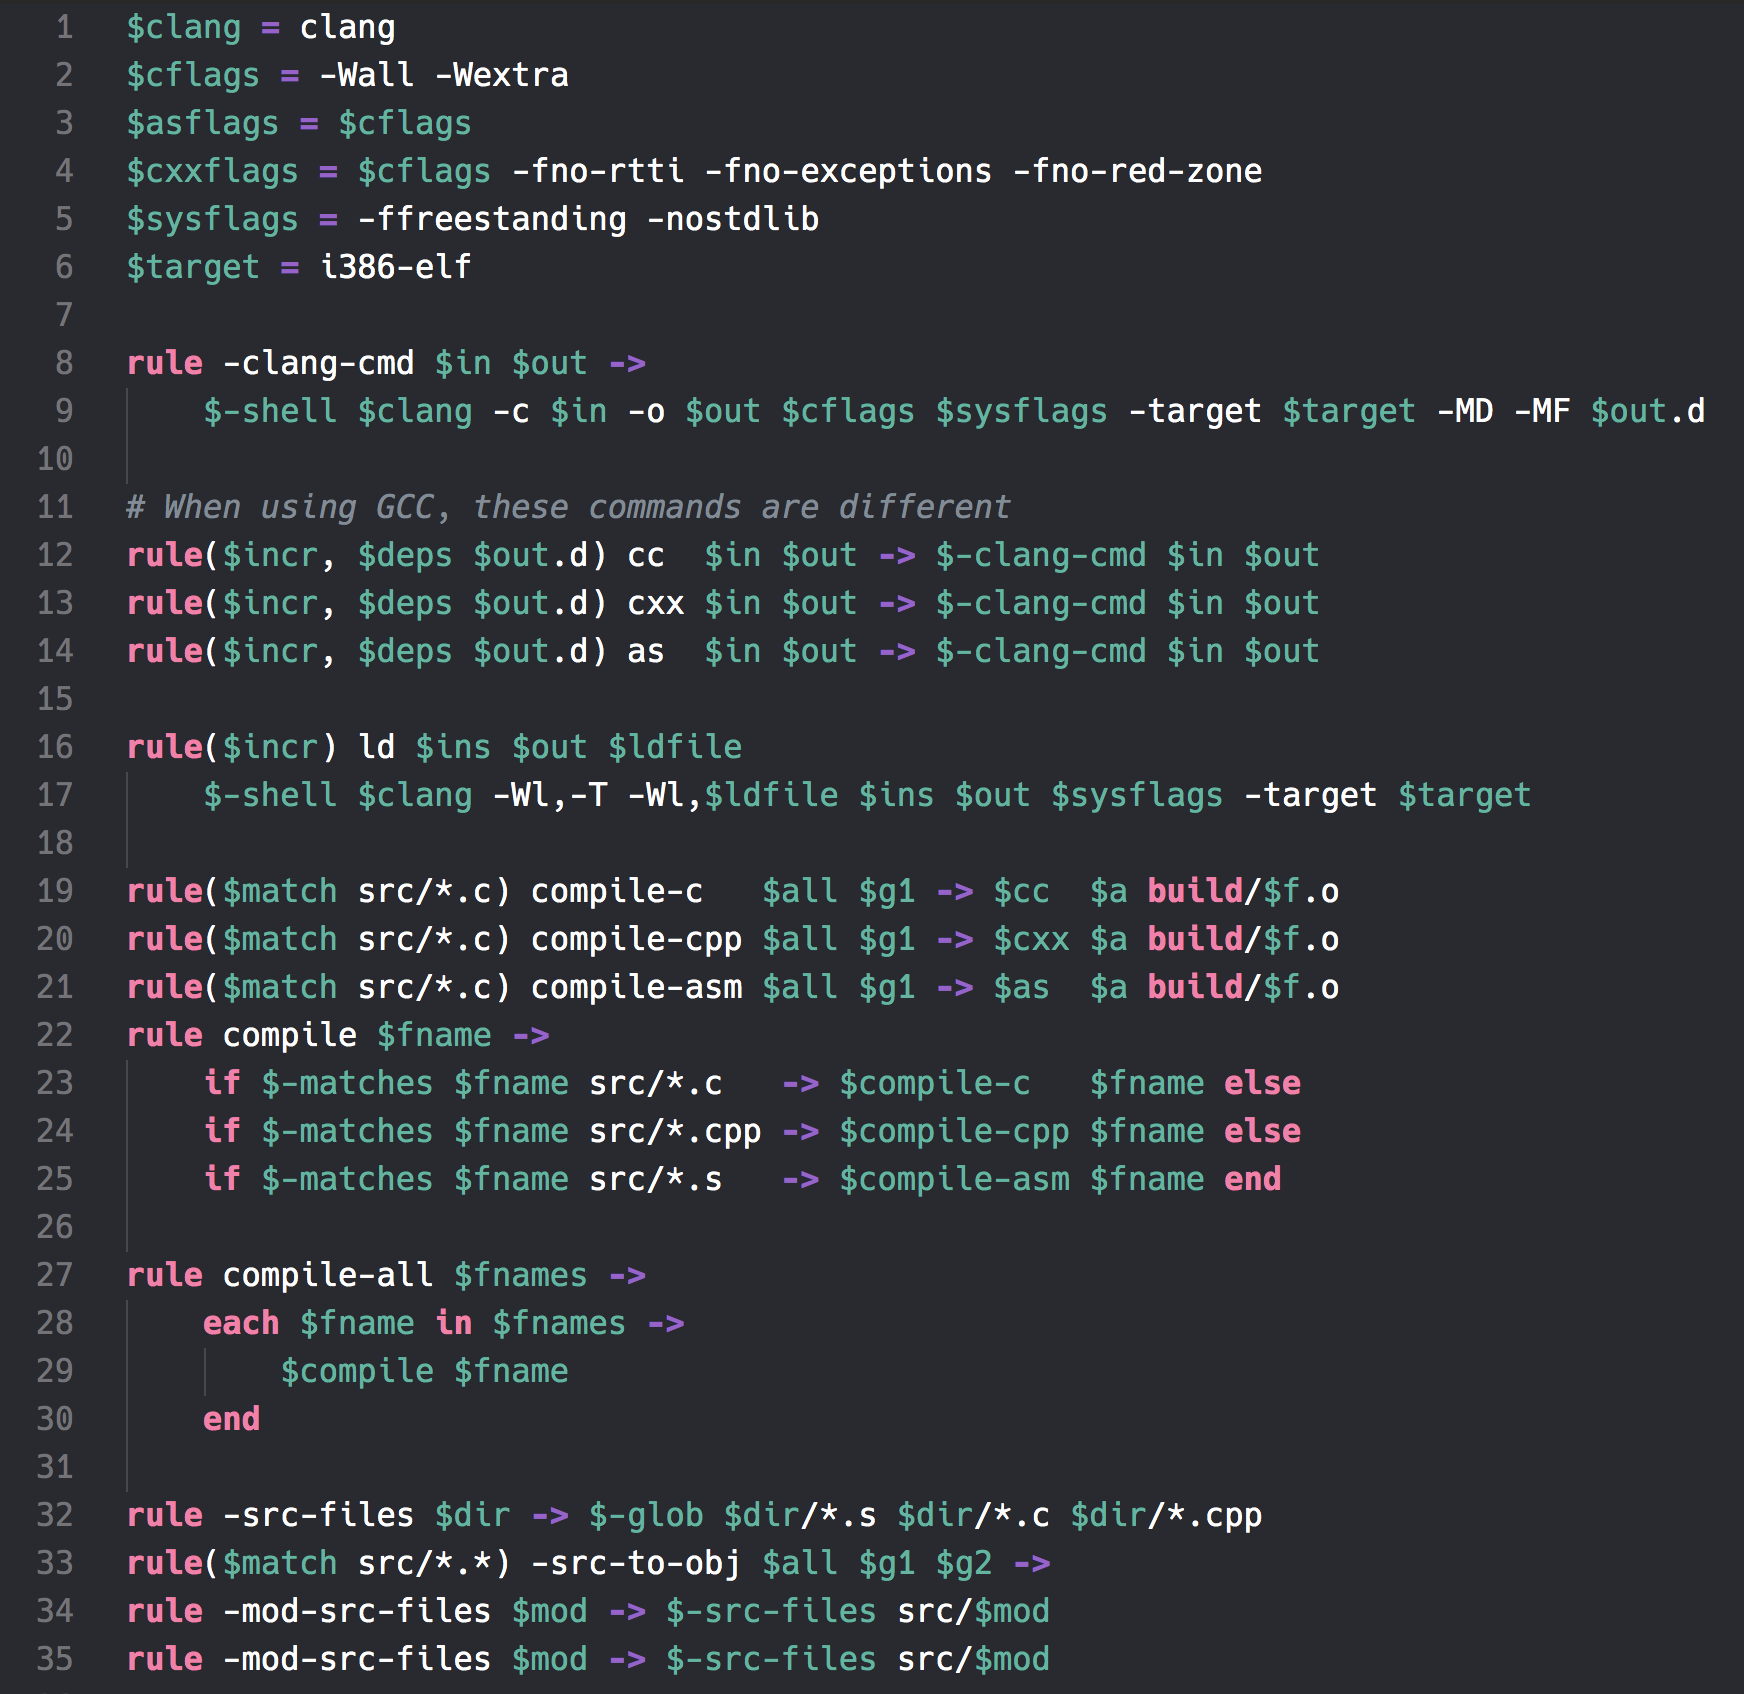 1 $clang = clang
2 $cflags = -Wall -Wextra
3 $asflags = $cflags
4 $cxxflags = $cflags -fno-rtti -fno-exceptions -fno-red-zone
5 $sysflags = -ffreestanding -nostdlib
6 $target = i386-elf
7
8 rule -clang-cmd $in $out ->
9     $-shell $clang -c $in -o $out $cflags $sysflags -target $target -MD -MF $out.d
10
11 # When using GCC, these commands are different
12 rule($incr, $deps $out.d) cc  $in $out -> $-clang-cmd $in $out
13 rule($incr, $deps $out.d) cxx $in $out -> $-clang-cmd $in $out
14 rule($incr, $deps $out.d) as  $in $out -> $-clang-cmd $in $out
15
16 rule($incr) ld $ins $out $ldfile
17     $-shell $clang -Wl,-T -Wl,$ldfile $ins $out $sysflags -target $target
18
19 rule($match src/*.c) compile-c   $all $g1 -> $cc  $a build/$f.o
20 rule($match src/*.c) compile-cpp $all $g1 -> $cxx $a build/$f.o
21 rule($match src/*.c) compile-asm $all $g1 -> $as  $a build/$f.o
22 rule compile $fname ->
23     if $-matches $fname src/*.c   -> $compile-c   $fname else
24     if $-matches $fname src/*.cpp -> $compile-cpp $fname else
25     if $-matches $fname src/*.s   -> $compile-asm $fname end
26
27 rule compile-all $fnames ->
28     each $fname in $fnames ->
29         $compile $fname
30     end
31
32 rule -src-files $dir -> $-glob $dir/*.s $dir/*.c $dir/*.cpp
33 rule($match src/*.*) -src-to-obj $all $g1 $g2 ->
34 rule -mod-src-files $mod -> $-src-files src/$mod
35 rule -mod-src-files $mod -> $-src-files src/$mod